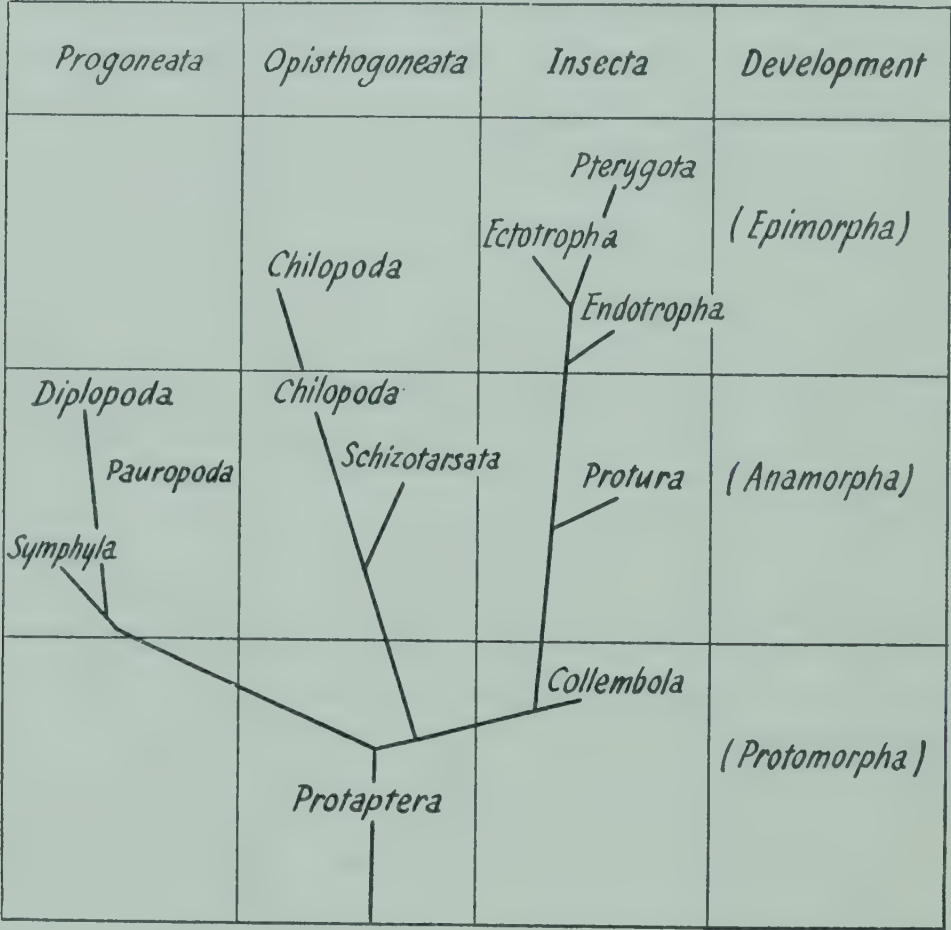 Progoneata
Opisthogoneata
Insecta
Development
Pterygota
Ectotropha
(Epimorpha)
Chilopoda
Endotropha
Diplopoda
Chilopoda
Pauropoda
Schizotarsata
Protura
(Anamorpha)
Symphyla
Collembola
(Protomorpha)
Protaptera